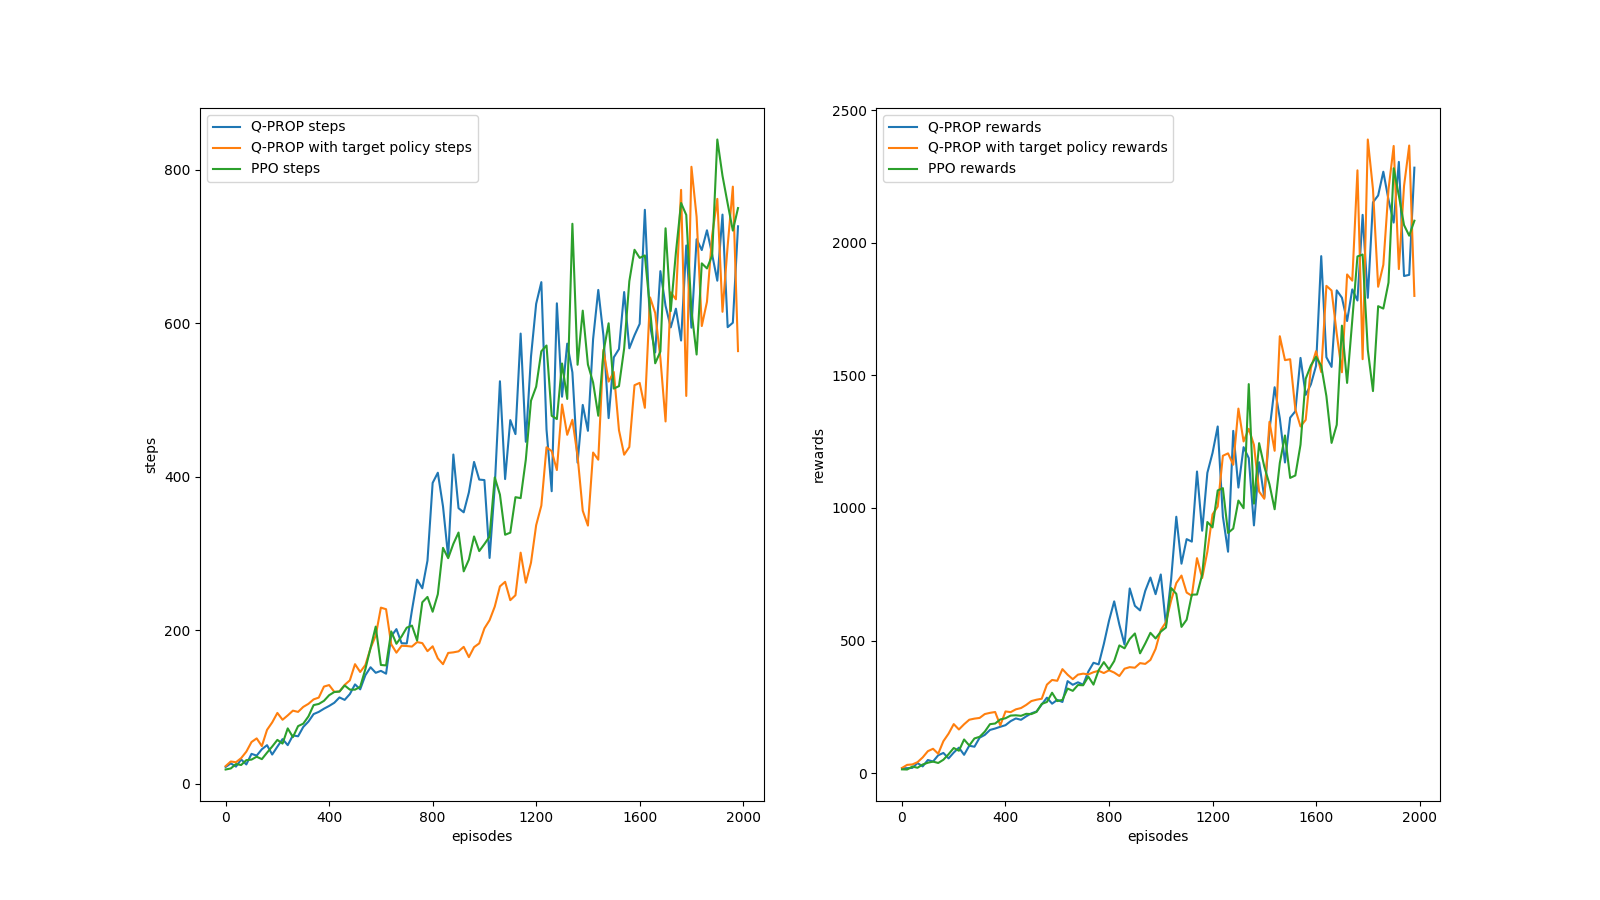 Q-PROP steps
Q-PROP with target policy steps
PPO steps
800
600
400
200
0
steps
0 400 800 1200 1600 2000
episodes
Q-PROP rewards
Q-PROP with target policy rewards
PPO rewards
2500
2000
1500
1000
500
0
rewards
0 400 800 1200 1600 2000
episodes